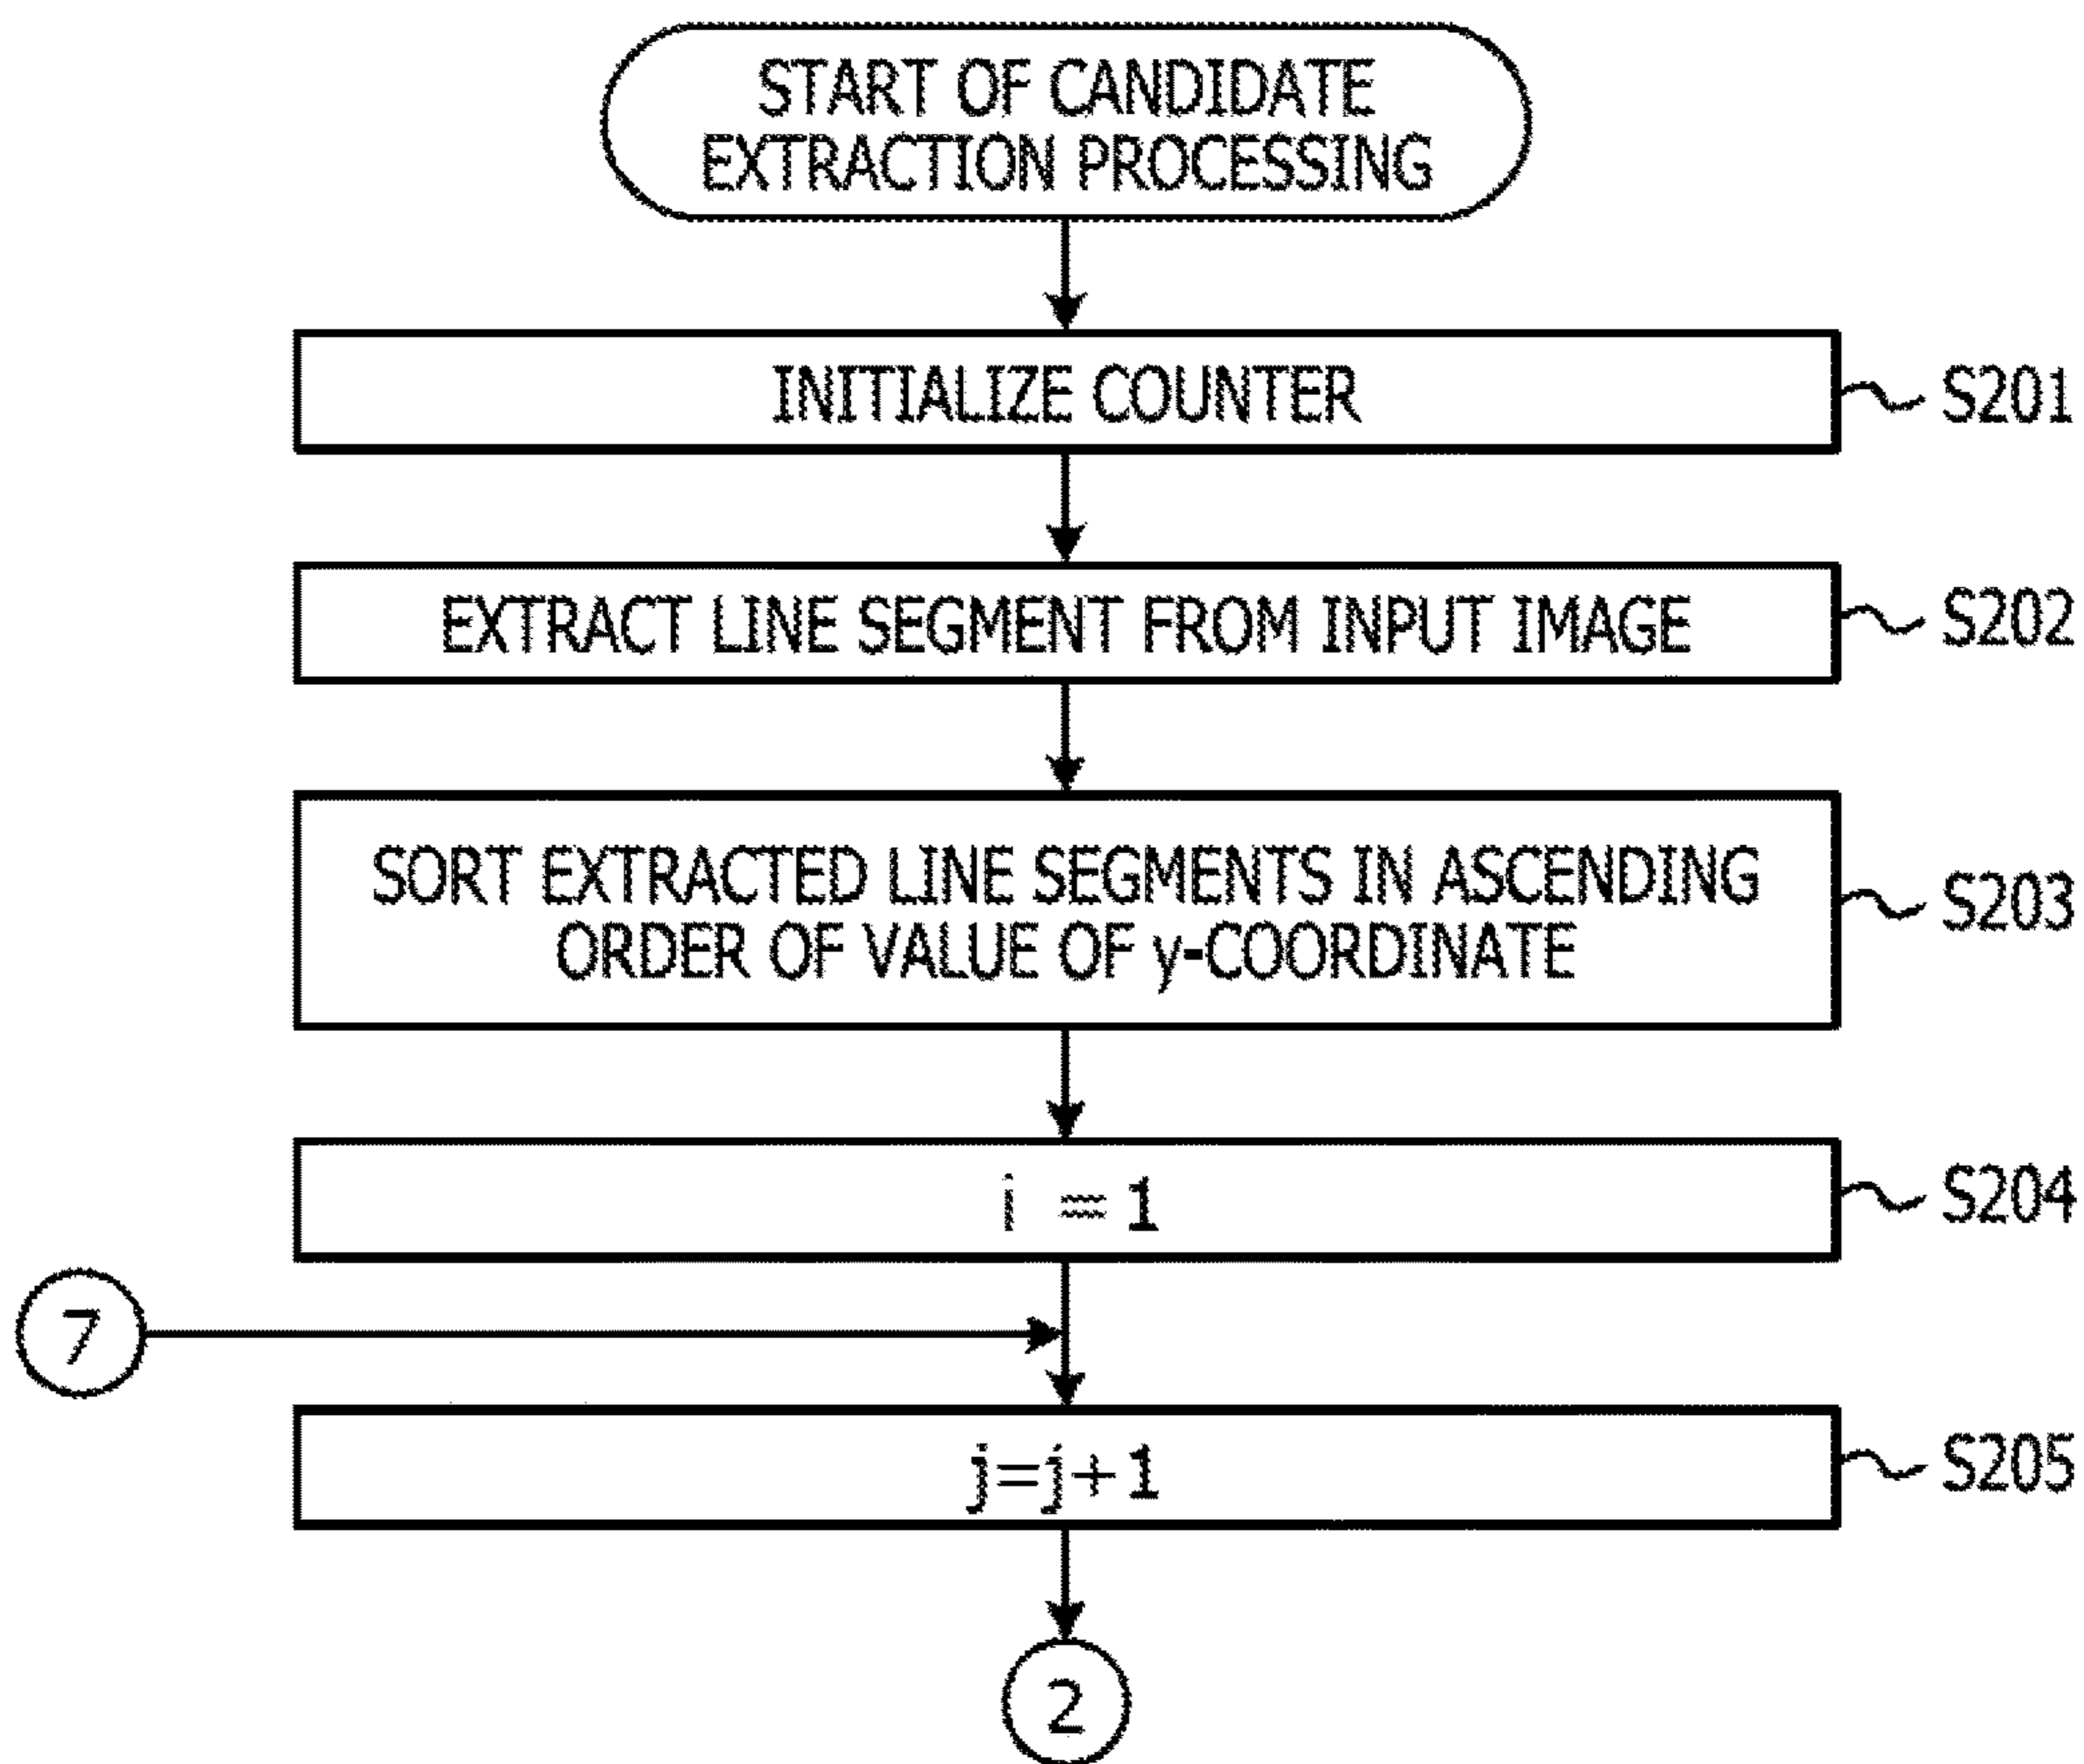 START OF CANDIDATE
EXTRACTION PROCESSING
INITIALIZE COUNTER
S201
EXTRACT LINE SEGMENT FROM INPUT IMAGE
S202
SORT EXTRACTED LINE SEGMENTS IN ASCENDING
ORDER OF VALUE OF y-COORDINATE
S203
i = 1
S204
7
j=j+1
S205
2